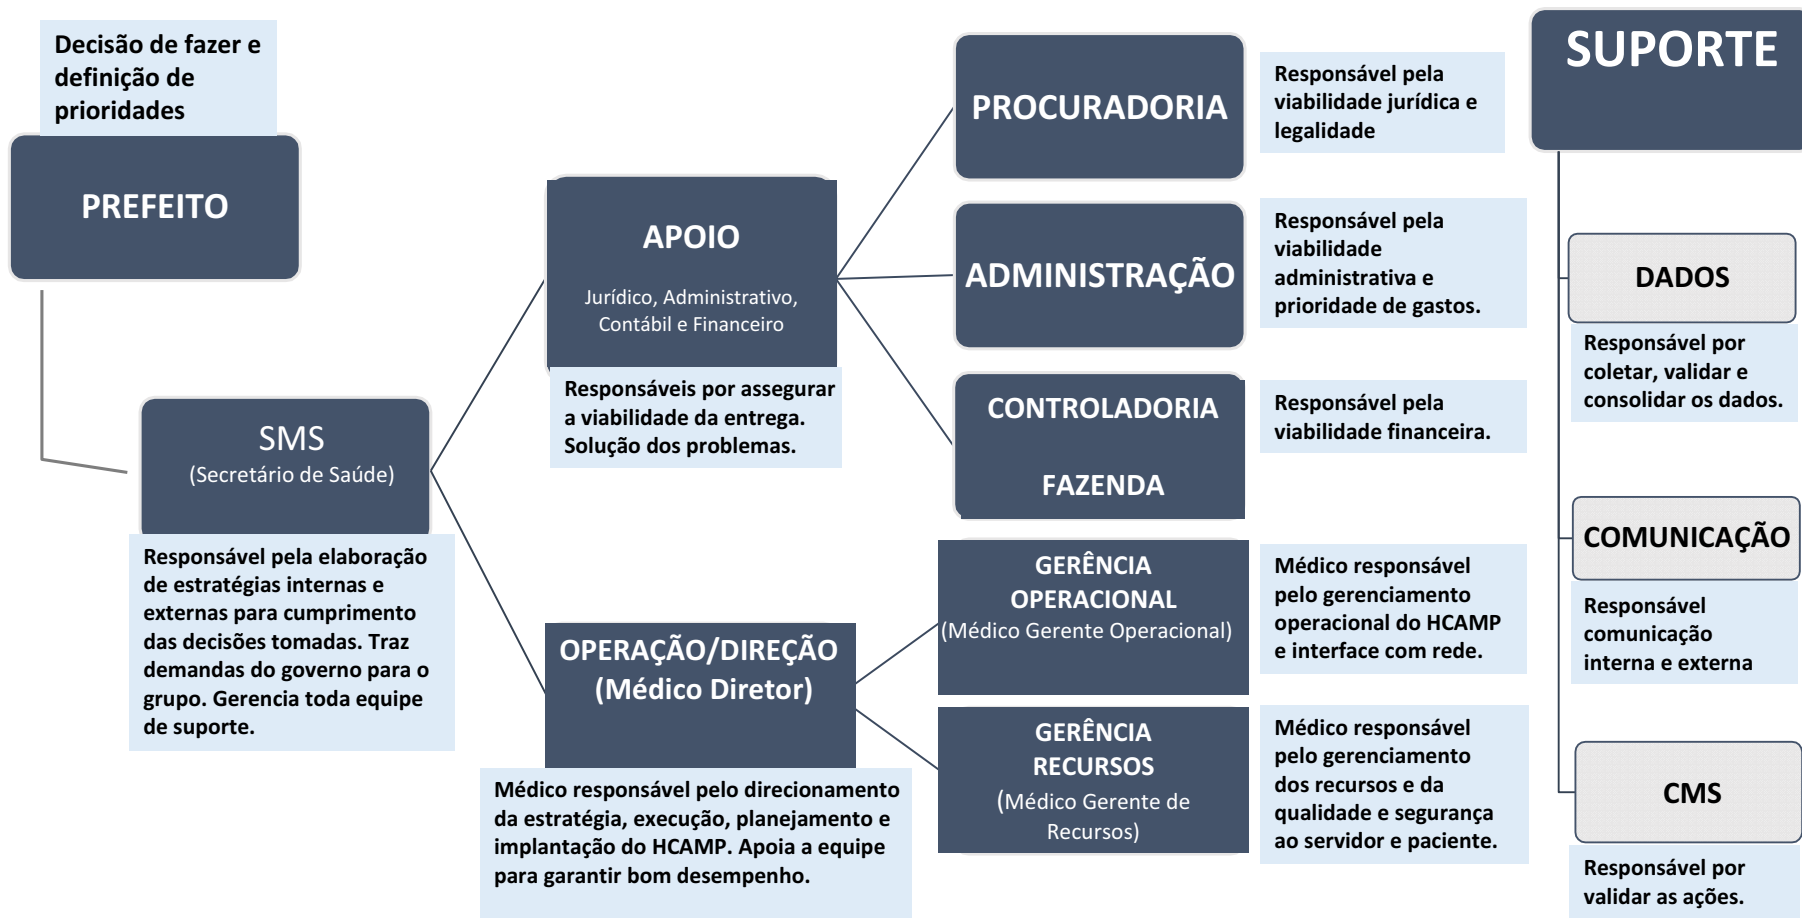 Decisão de fazer e
definição de
prioridades
PREFEITO
SMS
(Secretário de Saúde)
Responsável pela elaboração
de estratégias internas e
externas para cumprimento
das decisões tomadas. Traz
demandas do governo para o
grupo. Gerencia toda equipe
de suporte.
APOIO
Jurídico, Administrativo,
Contábil e Financeiro
Responsáveis por assegurar
a viabilidade da entrega.
Solução dos problemas.
OPERAÇÃO/DIREÇÃO
(Médico Diretor)
Médico responsável pelo direcionamento
da estratégia, execução, planejamento e
implantação do HCAMP. Apoia a equipe
para garantir bom desempenho.
PROCURADORIA
Responsável pela
viabilidade jurídica e
legalidade
ADMINISTRAÇÃO
Responsável pela
viabilidade
administrativa e
prioridade de gastos.
CONTROLADORIA
FAZENDA
Responsável pela
viabilidade financeira.
GERÊNCIA
OPERACIONAL
(Médico Gerente Operacional)
Médico responsável
pelo gerenciamento
operacional do HCAMP
e interface com rede.
GERÊNCIA
RECURSOS
(Médico Gerente de
Recursos)
Médico responsável
pelo gerenciamento
dos recursos e da
qualidade e segurança
ao servidor e paciente.
SUPORTE
DADOS
Responsável por
coletar, validar e
consolidar os dados.
COMUNICAÇÃO
Responsável
comunicação
interna e externa
CMS
Responsável por
validar as ações.